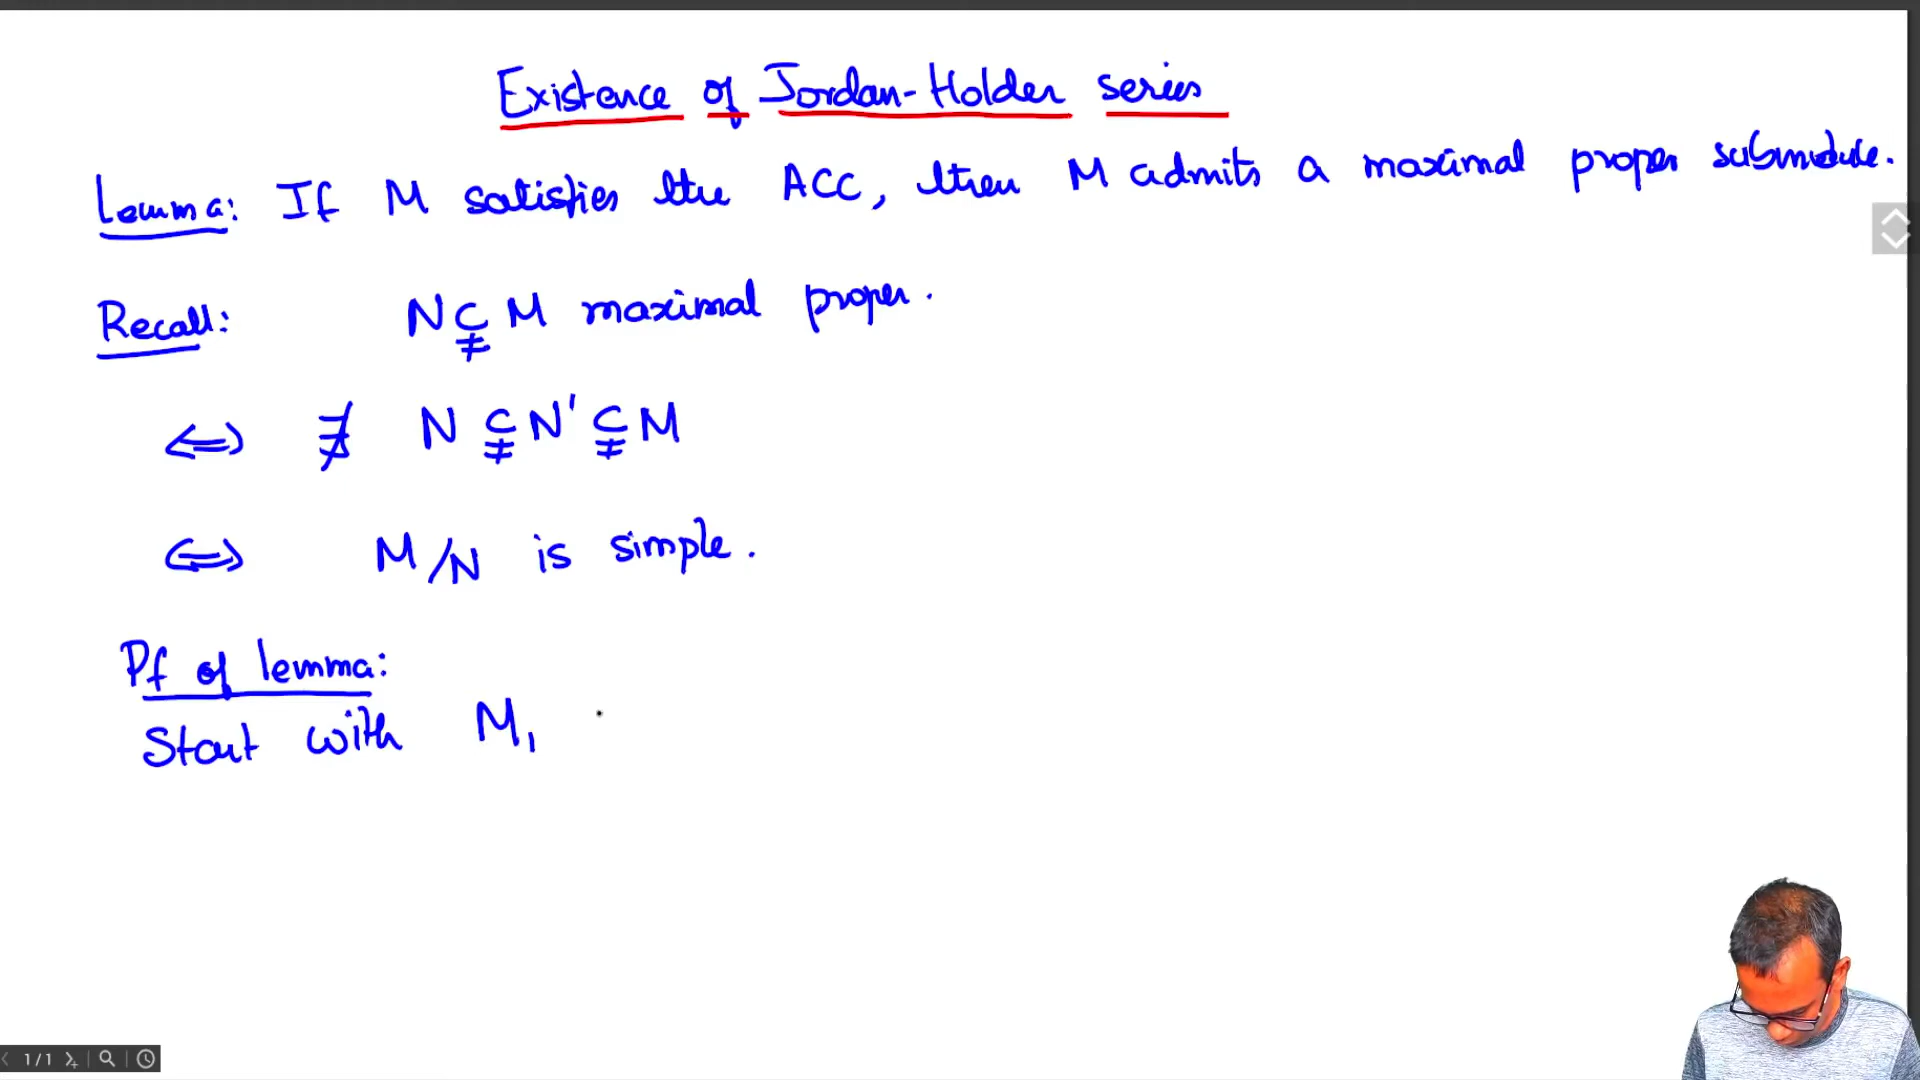 Existence of Jordan-Holder series
Lemma: If M satisfies the ACC, then M admits a maximal proper submodule.
Recall: N ⊊ M maximal proper.
⇔ ∄ N ⊊ N' ⊊ M
⇔ M/N is simple.
Pf of lemma:
Start with M₁
1/1